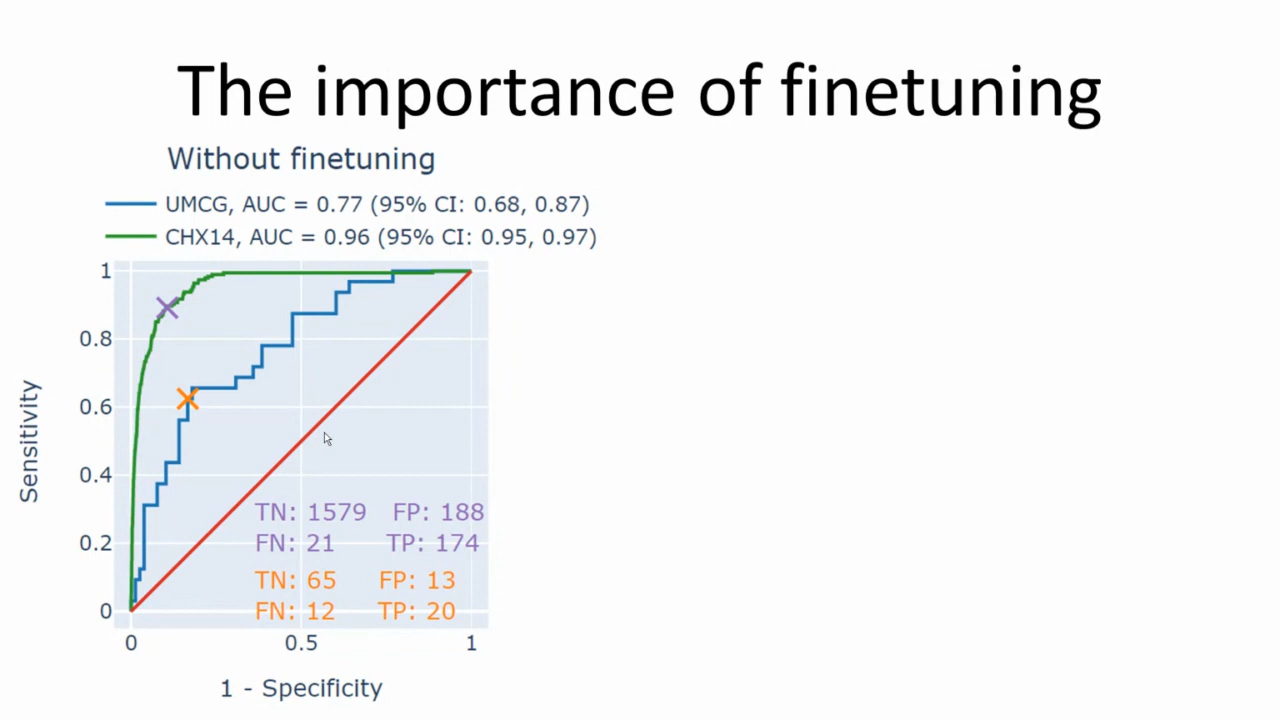 The importance of finetuning
Without finetuning
UMCG, AUC = 0.77 (95% CI: 0.68, 0.87)
CHX14, AUC = 0.96 (95% CI: 0.95, 0.97)
1
0.8
0.6
0.4
0.2
0
Sensitivity
TN: 1579 FP: 188
FN: 21 TP: 174
TN: 65 FP: 13
FN: 12 TP: 20
0 0.5 1
1 - Specificity